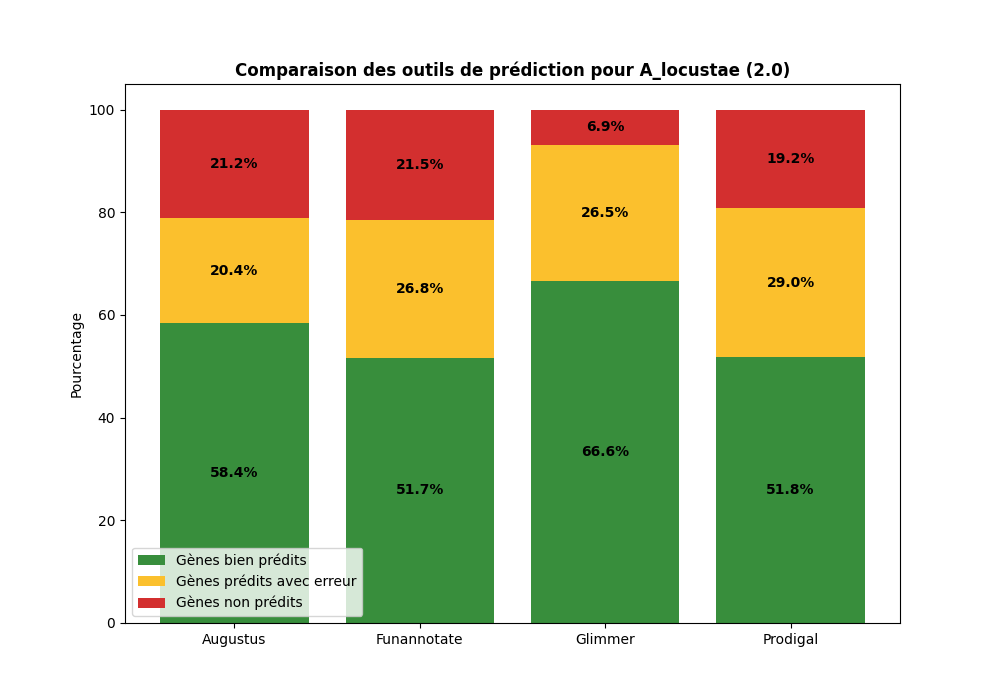 Comparaison des outils de prédiction pour A_locustae (2.0)
Pourcentage
100
80
60
40
20
0
21.2%
21.5%
6.9%
19.2%
20.4%
26.8%
26.5%
29.0%
58.4%
51.7%
66.6%
51.8%
Gènes bien prédits
Gènes prédits avec erreur
Gènes non prédits
Augustus
Funannotate
Glimmer
Prodigal